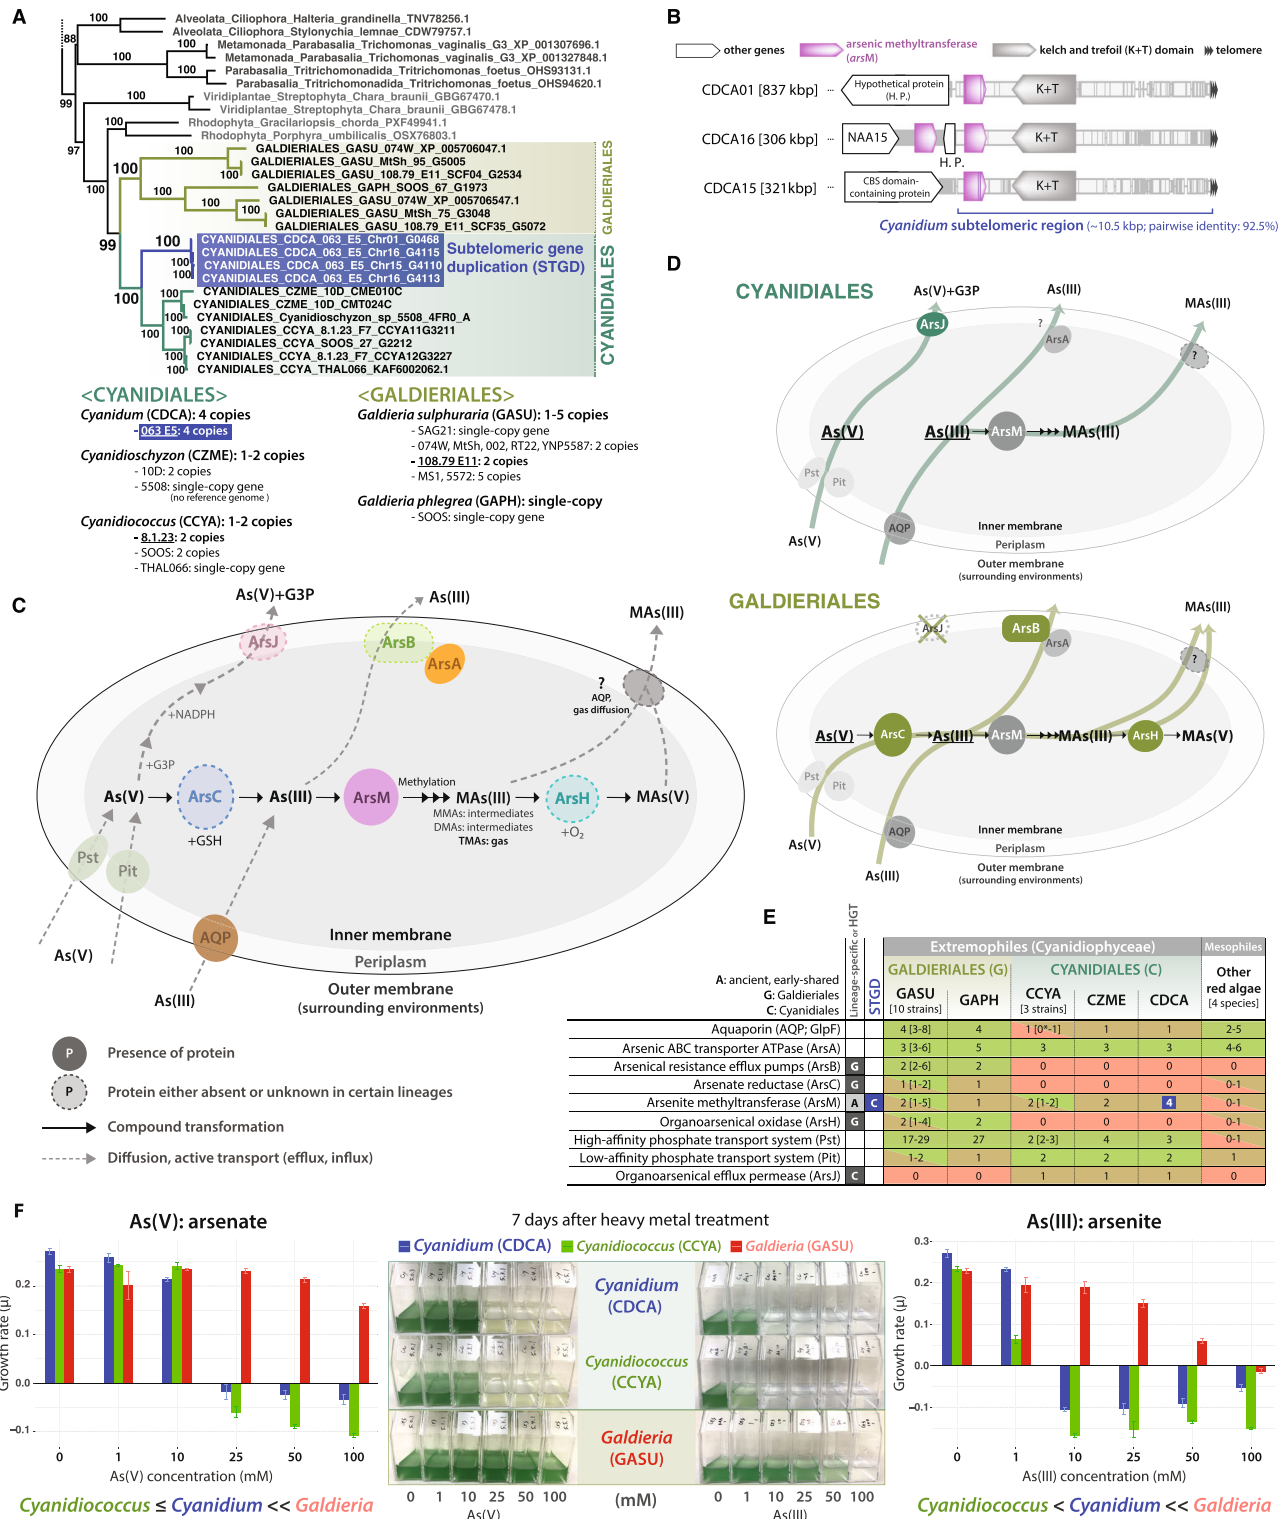 A
100
88
100
100
100
99
100
100
97
100
Alveolata_Ciliophora_Halteria_grandinella_TNV78256.1
Alveolata_Ciliophora_Stylonychia_lemnae_CDW79757.1
Metamonada_Parabasalia_Trichomonas_vaginalis_G3_XP_001307696.1
Metamonada_Parabasalia_Trichomonas_vaginalis_G3_XP_001327848.1
Parabasalia_Tritrichomonadida_Tritrichomonas_foetus_OHS93131.1
Parabasalia_Tritrichomonas_foetus_OHS94620.1
Viridiplantae_Streptophyta_Chara_braunii_GBG67470.1
Viridiplantae_Streptophyta_Chara_braunii_GBG67478.1
Rhodophyta_Gracilariopsis_chorda_PXF49941.1
Rhodophyta_Porphyra_umbilicalis_OSX76803.1
GALDIERIALES_GASU_074W_XP_005706047.1
GALDIERIALES_GASU_MtSh_95_G5005
GALDIERIALES_GASU_108.79_E11_SCF04_G2534
GALDIERIALES_GAPH_SOOS_67_G1973
GALDIERIALES_GASU_074W_XP_005706547.1
GALDIERIALES_GASU_MtSh_75_G3048
GALDIERIALES_GASU_108.79_E11_SCF35_G5072
CYANIDIALES_CDCA_063_E5_Chr01_G0468
CYANIDIALES_CDCA_063_E5_Chr16_G4115
CYANIDIALES_CDCA_063_E5_Chr15_G4110
CYANIDIALES_CDCA_063_E5_Chr16_G4113
CYANIDIALES_CZME_10D_CME010C
CYANIDIALES_CZME_10D_CMT024C
CYANIDIALES_Cyanidioschyzon_sp_5508_4FR0_A
CYANIDIALES_CCYA_8.1.23_F7_CCYA11G3211
CYANIDIALES_CCYA_SOOS_27_G2212
CYANIDIALES_CCYA_8.1.23_F7_CCYA12G3227
CYANIDIALES_CCYA_THAL066_KAF6002062.1
Subtelomeric gene
duplication (STGD)
GALDIERIALES
CYANIDIALES
<CYANIDIALES>
Cyanidum (CDCA): 4 copies
- 063 E5: 4 copies
Cyanidioschyzon (CZME): 1-2 copies
- 10D: 2 copies
- 5508: single-copy gene
(no reference genome )
Cyanidiococcus (CCYA): 1-2 copies
- 8.1.23: 2 copies
- SOOS: 2 copies
- THAL066: single-copy gene
<GALDIERIALES>
Galdieria sulphuraria (GASU): 1-5 copies
- SAG21: single-copy gene
- 074W, MtSh, 002, RT22, YNP5587: 2 copies
- 108.79 E11: 2 copies
- MS1, 5572: 5 copies
Galdieria phlegrea (GAPH): single-copy
- SOOS: single-copy gene
B
other genes
arsenic methyltransferase
(arsM)
kelch and trefoil (K+T) domain
telomere
CDCA01 [837 kbp] ... Hypothetical protein (H. P.) K+T
CDCA16 [306 kbp] ... NAA15 H. P. K+T
CDCA15 [321kbp] ... CBS domain-containing protein K+T
Cyanidium subtelomeric region (~10.5 kbp; pairwise identity: 92.5%)
C
As(V)+G3P
As(III)
MAs(III)
ArsJ
ArsB
ArsA
?
AQP,
gas diffusion
+NADPH
+G3P
Methylation
As(V)
ArsC
As(III)
ArsM
MAs(III)
ArsH
MAs(V)
+GSH
MMAs: intermediates
DMAs: intermediates
TMAs: gas
+O₂
Pst
Pit
AQP
As(V)
As(III)
Inner membrane
Periplasm
Outer membrane
(surrounding environments)
P Presence of protein
P Protein either absent or unknown in certain lineages
Compound transformation
Diffusion, active transport (efflux, influx)
D
CYANIDIALES
As(V)+G3P
As(III)
MAs(III)
ArsJ
?
ArsA
?
As(V)
As(III)
ArsM
MAs(III)
Pst
Pit
AQP
As(V)
As(III)
Inner membrane
Periplasm
Outer membrane
(surrounding environments)
GALDIERIALES
MAs(III)
ArsJ
ArsB
ArsA
?
As(V)
ArsC
As(III)
ArsM
MAs(III)
ArsH
MAs(V)
Pst
Pit
AQP
As(V)
As(III)
Inner membrane
Periplasm
Outer membrane
(surrounding environments)
E
A: ancient, early-shared
G: Galdieriales
C: Cyanidiales
Lineage-specific or HGT
STGD
Extremophiles (Cyanidiophyceae)
Mesophiles
GALDIERIALES (G) CYANIDIALES (C)
GASU [10 strains] GAPH CCYA [3 strains] CZME CDCA Other red algae [4 species]
Aquaporin (AQP; GlpF) 4 [3-8] 4 1 [0*-1] 1 1 2-5
Arsenic ABC transporter ATPase (ArsA) 3 [3-6] 5 3 3 3 4-6
Arsenical resistance efflux pumps (ArsB) G 2 [2-6] 2 0 0 0 0
Arsenate reductase (ArsC) G 1 [1-2] 1 0 0 0 0-1
Arsenite methyltransferase (ArsM) A C 2 [1-5] 1 2 [1-2] 2 4 0-1
Organoarsenical oxidase (ArsH) G 2 [1-4] 2 0 0 0 0-1
High-affinity phosphate transport system (Pst) 17-29 27 2 [2-3] 4 3 0-1
Low-affinity phosphate transport system (Pit) 1-2 1 2 2 2 1
Organoarsenical efflux permease (ArsJ) C 0 0 1 1 1 0
F
As(V): arsenate
Growth rate (μ)
0.2
0.1
0.0
−0.1
0 1 10 25 50 100
As(V) concentration (mM)
Cyanidiococcus ≤ Cyanidium << Galdieria
7 days after heavy metal treatment
Cyanidium (CDCA) Cyanidiococcus (CCYA) Galdieria (GASU)
Cyanidium
(CDCA)
Cyanidiococcus
(CCYA)
Galdieria
(GASU)
0 1 10 25 50 100 (mM) 0 1 10 25 50 100
As(V) As(III)
As(III): arsenite
Growth rate (μ)
0.3
0.2
0.1
0.0
−0.1
0 1 10 25 50 100
As(III) concentration (mM)
Cyanidiococcus < Cyanidium << Galdieria